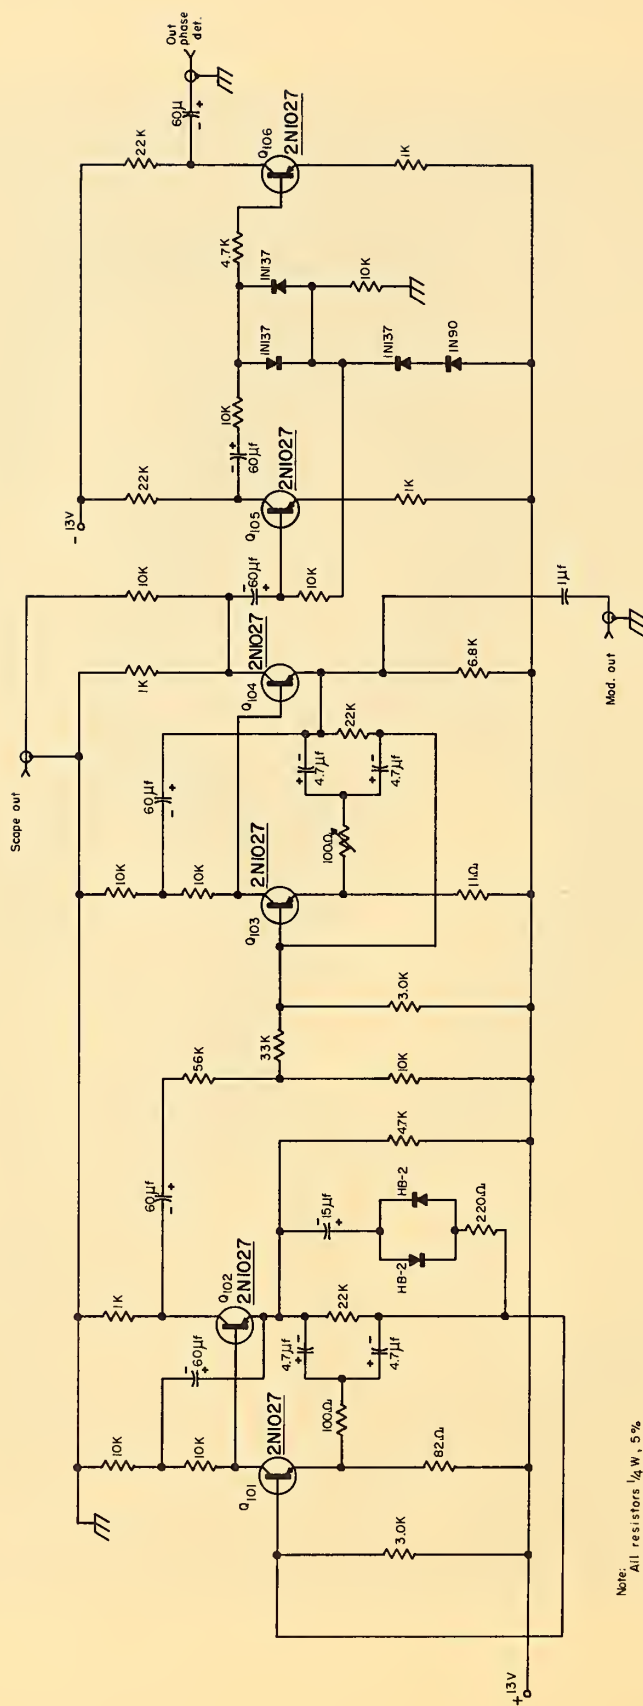 Scope out
- 13V
10K
10K
60µf
- +
Q101
2N1027
100Ω
82Ω
3.0K
+ 13V
1K
Q102
2N1027
4.7µf
+ -
22K
4.7µf
+ -
60µf
- +
15µf
- +
HB-2
HB-2
220Ω
47K
56K
33K
10K
3.0K
10K
10K
60µf
- +
Q103
2N1027
100Ω
11Ω
4.7µf
+ -
22K
4.7µf
+ -
1K
Q104
2N1027
6.8K
1µf
Mod. out
10K
60µf
-
10K
22K
Q105
2N1027
1K
60µf
- +
10K
1N137
1N137
1N137
1N90
10K
4.7K
22K
Q106
2N1027
1K
60µ
- +
Out
phase
det.
Note:
All resistors 1/4 W, 5%